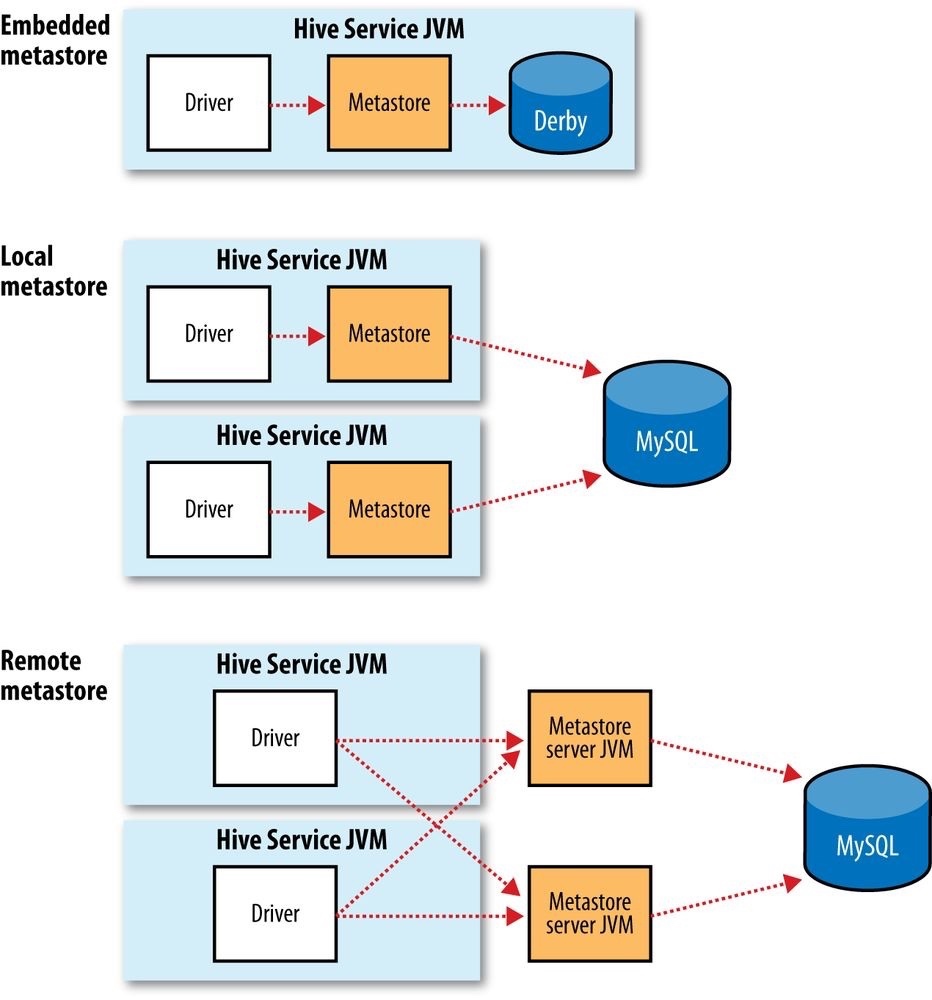 Embedded
metastore
Hive Service JVM
Driver
Metastore
Derby
Local
metastore
Hive Service JVM
Driver
Metastore
Hive Service JVM
Driver
Metastore
MySQL
Remote
metastore
Hive Service JVM
Driver
Metastore
server JVM
Hive Service JVM
Driver
Metastore
server JVM
MySQL